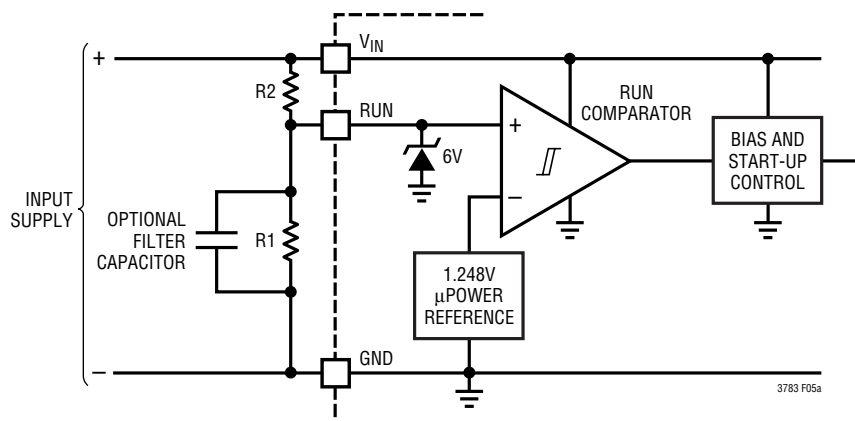 +
V_IN
R2
RUN
6V
+
−
RUN
COMPARATOR
BIAS AND
START-UP
CONTROL
INPUT
SUPPLY
OPTIONAL
FILTER
CAPACITOR
R1
1.248V
µPOWER
REFERENCE
−
GND
3783 F05a